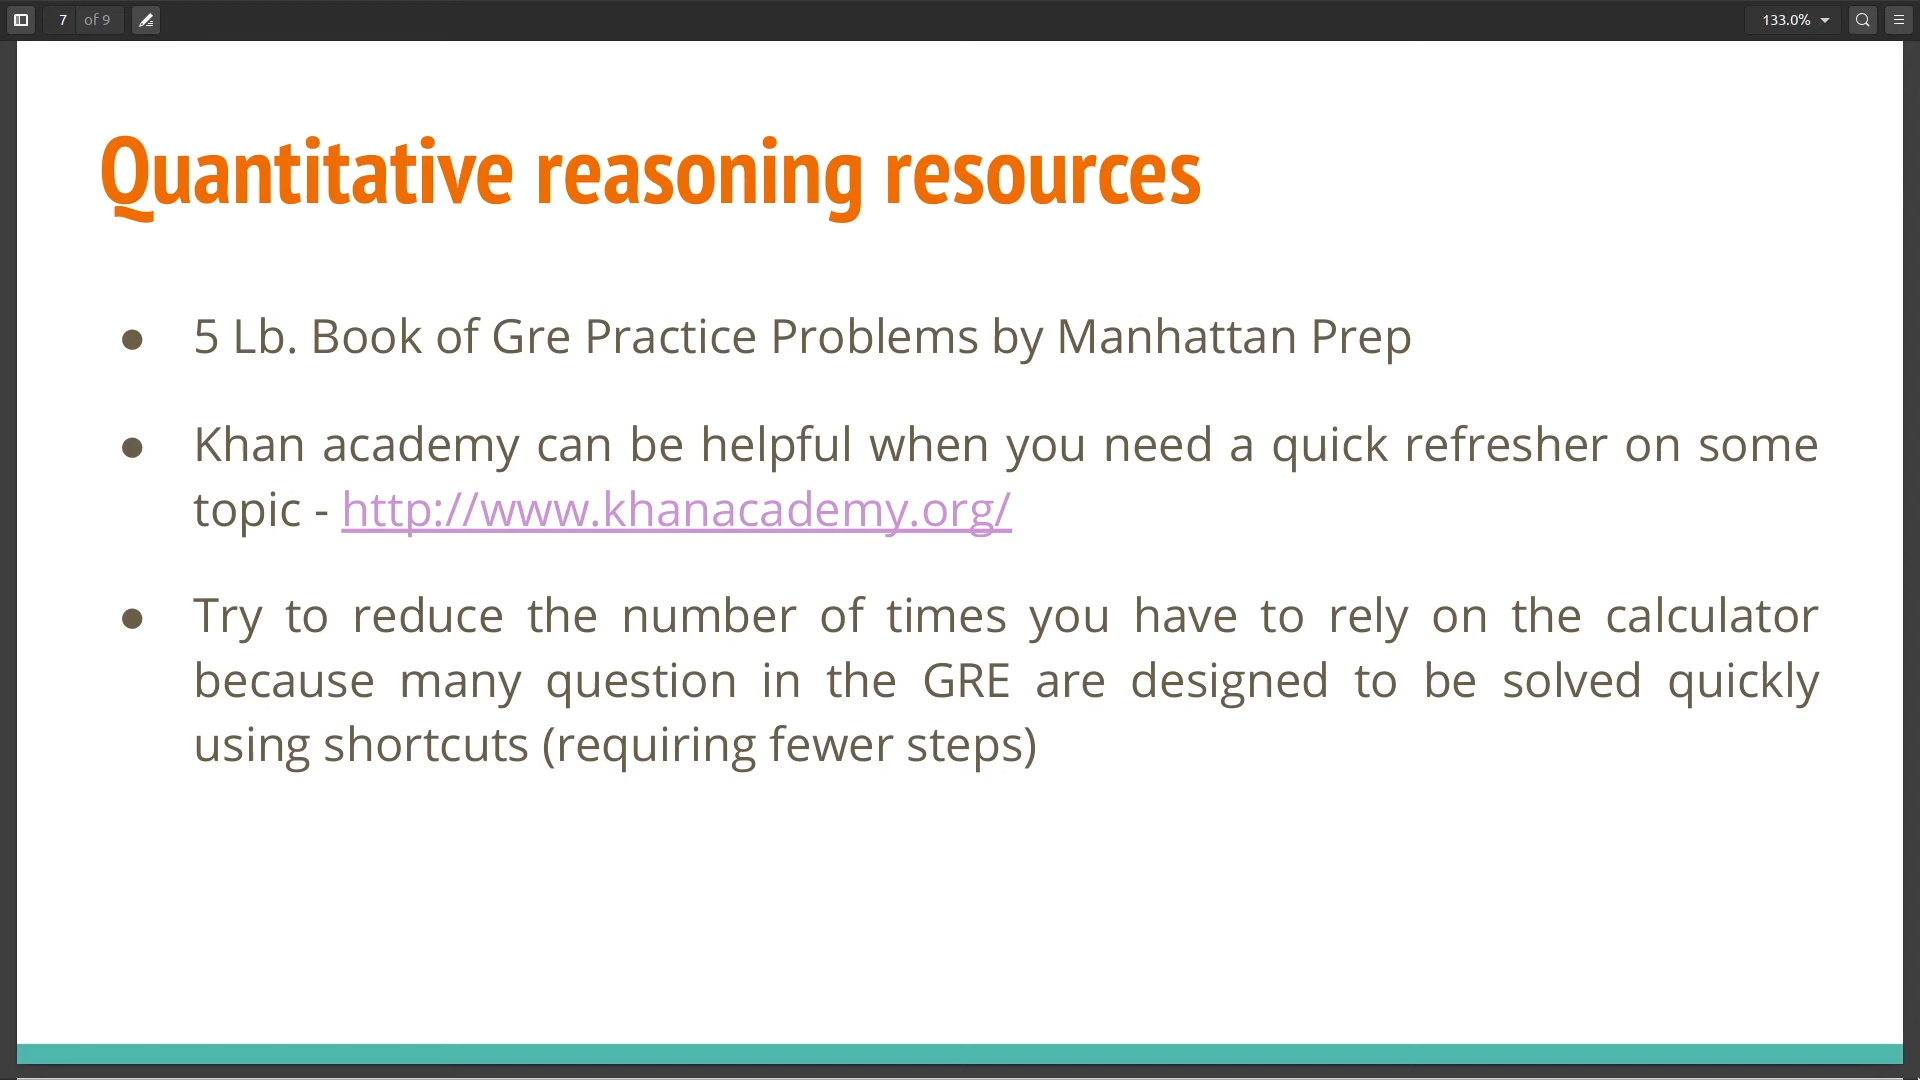 7 of 9
133.0%
Quantitative reasoning resources
● 5 Lb. Book of Gre Practice Problems by Manhattan Prep
● Khan academy can be helpful when you need a quick refresher on some
topic - http://www.khanacademy.org/
● Try to reduce the number of times you have to rely on the calculator
because many question in the GRE are designed to be solved quickly
using shortcuts (requiring fewer steps)